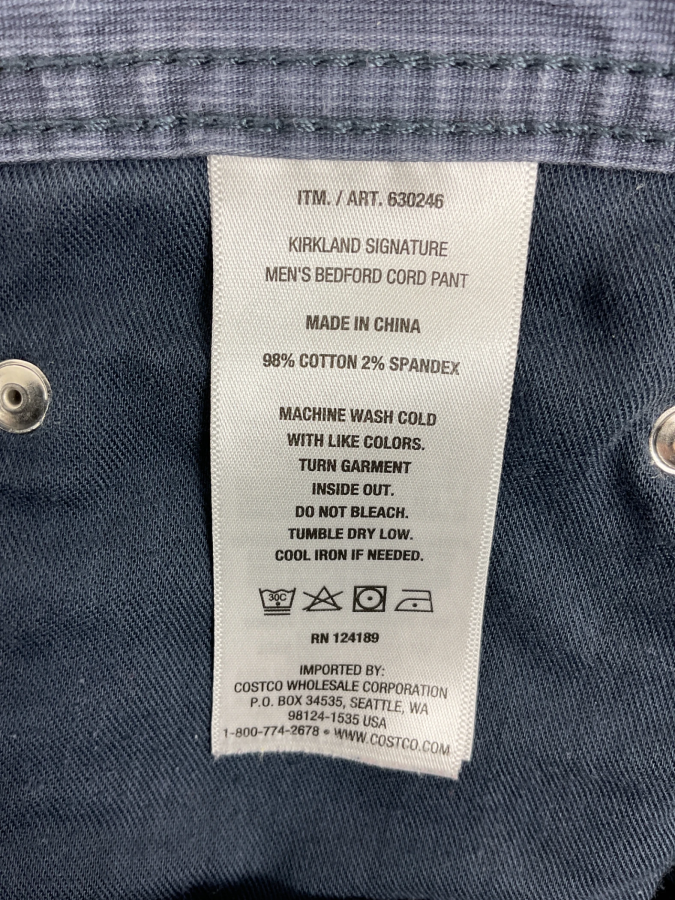 ITM. / ART. 630246
KIRKLAND SIGNATURE
MEN'S BEDFORD CORD PANT
MADE IN CHINA
98% COTTON 2% SPANDEX
MACHINE WASH COLD
WITH LIKE COLORS.
TURN GARMENT
INSIDE OUT.
DO NOT BLEACH.
TUMBLE DRY LOW.
COOL IRON IF NEEDED.
30C
RN 124189
IMPORTED BY:
COSTCO WHOLESALE CORPORATION
P.O. BOX 34535, SEATTLE, WA
98124-1535 USA
1-800-774-2678 • WWW.COSTCO.COM